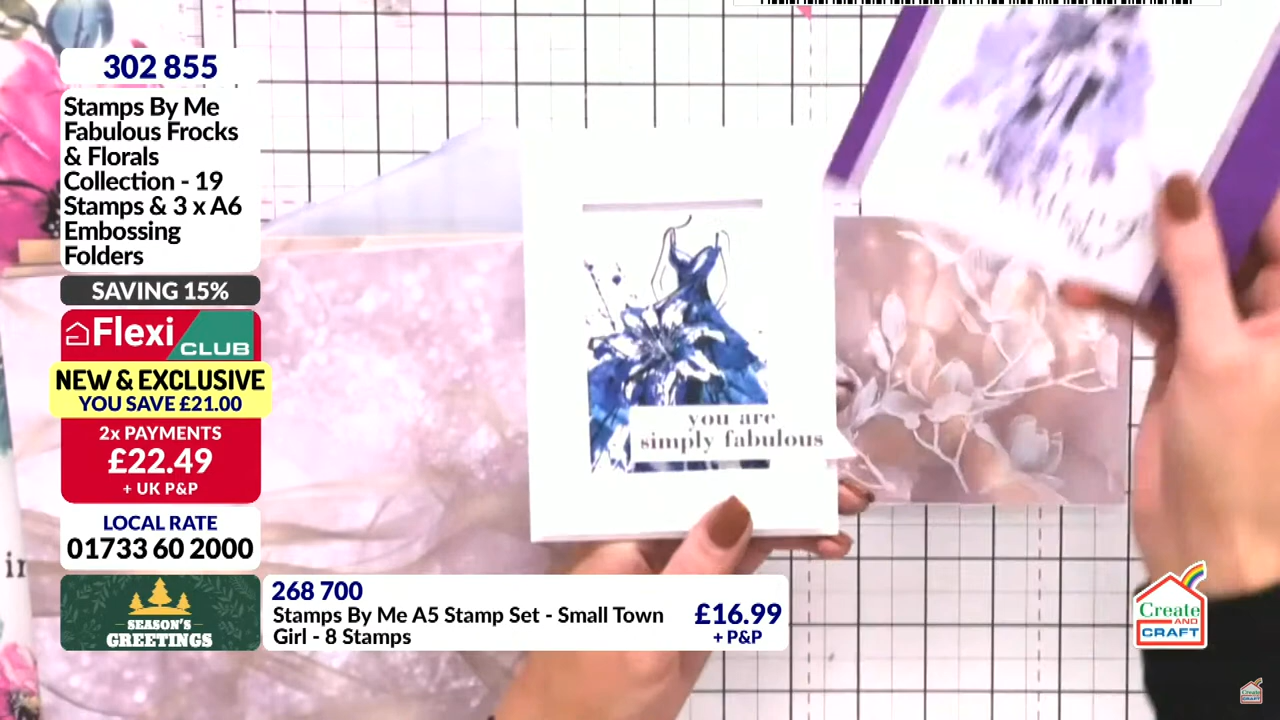 302 855
Stamps By Me
Fabulous Frocks
& Florals
Collection - 19
Stamps & 3 x A6
Embossing
Folders
SAVING 15%
Flexi
CLUB
NEW & EXCLUSIVE
YOU SAVE £21.00
2x PAYMENTS
£22.49
+ UK P&P
LOCAL RATE
01733 60 2000
SEASON'S
GREETINGS
268 700
Stamps By Me A5 Stamp Set - Small Town
Girl - 8 Stamps
£16.99
+ P&P
you are
simply fabulous
Create
AND
CRAFT